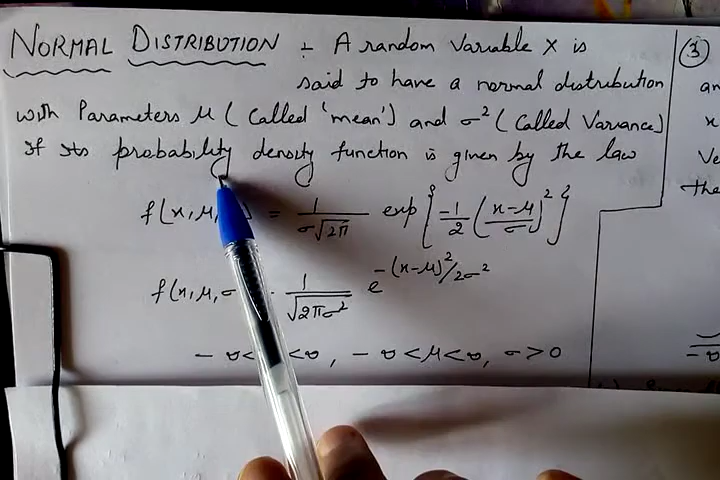 NORMAL DISTRIBUTION :- A random variable X is
said to have a normal distribution
with Parameters μ ( Called 'mean') and σ² ( Called Variance)
If its probability density function is given by the law
f(x,μ, = 1/(σ√2π) exp{-1/2 ((x-μ)/σ)²}
f(x,μ,σ 1/√(2πσ²) e^(-(x-μ)²/2σ²)
- ∞ < < ∞ , - ∞ < μ < ∞, σ > 0
(3)
an
x
Ve
the